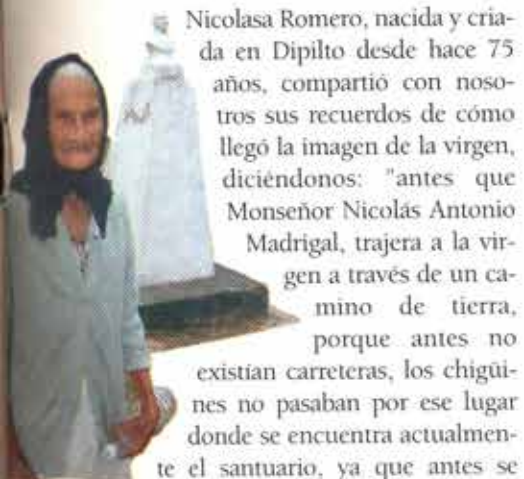 Nicolasa Romero, nacida y cria-
da en Dipilto desde hace 75
años, compartió con noso-
tros sus recuerdos de cómo
llegó la imagen de la virgen,
diciéndonos: "antes que
Monseñor Nicolás Antonio
Madrigal, trajera a la vir-
gen a través de un ca-
mino de tierra,
porque antes no
existían carreteras, los chigüi-
nes no pasaban por ese lugar
donde se encuentra actualmen-
te el santuario, ya que antes se